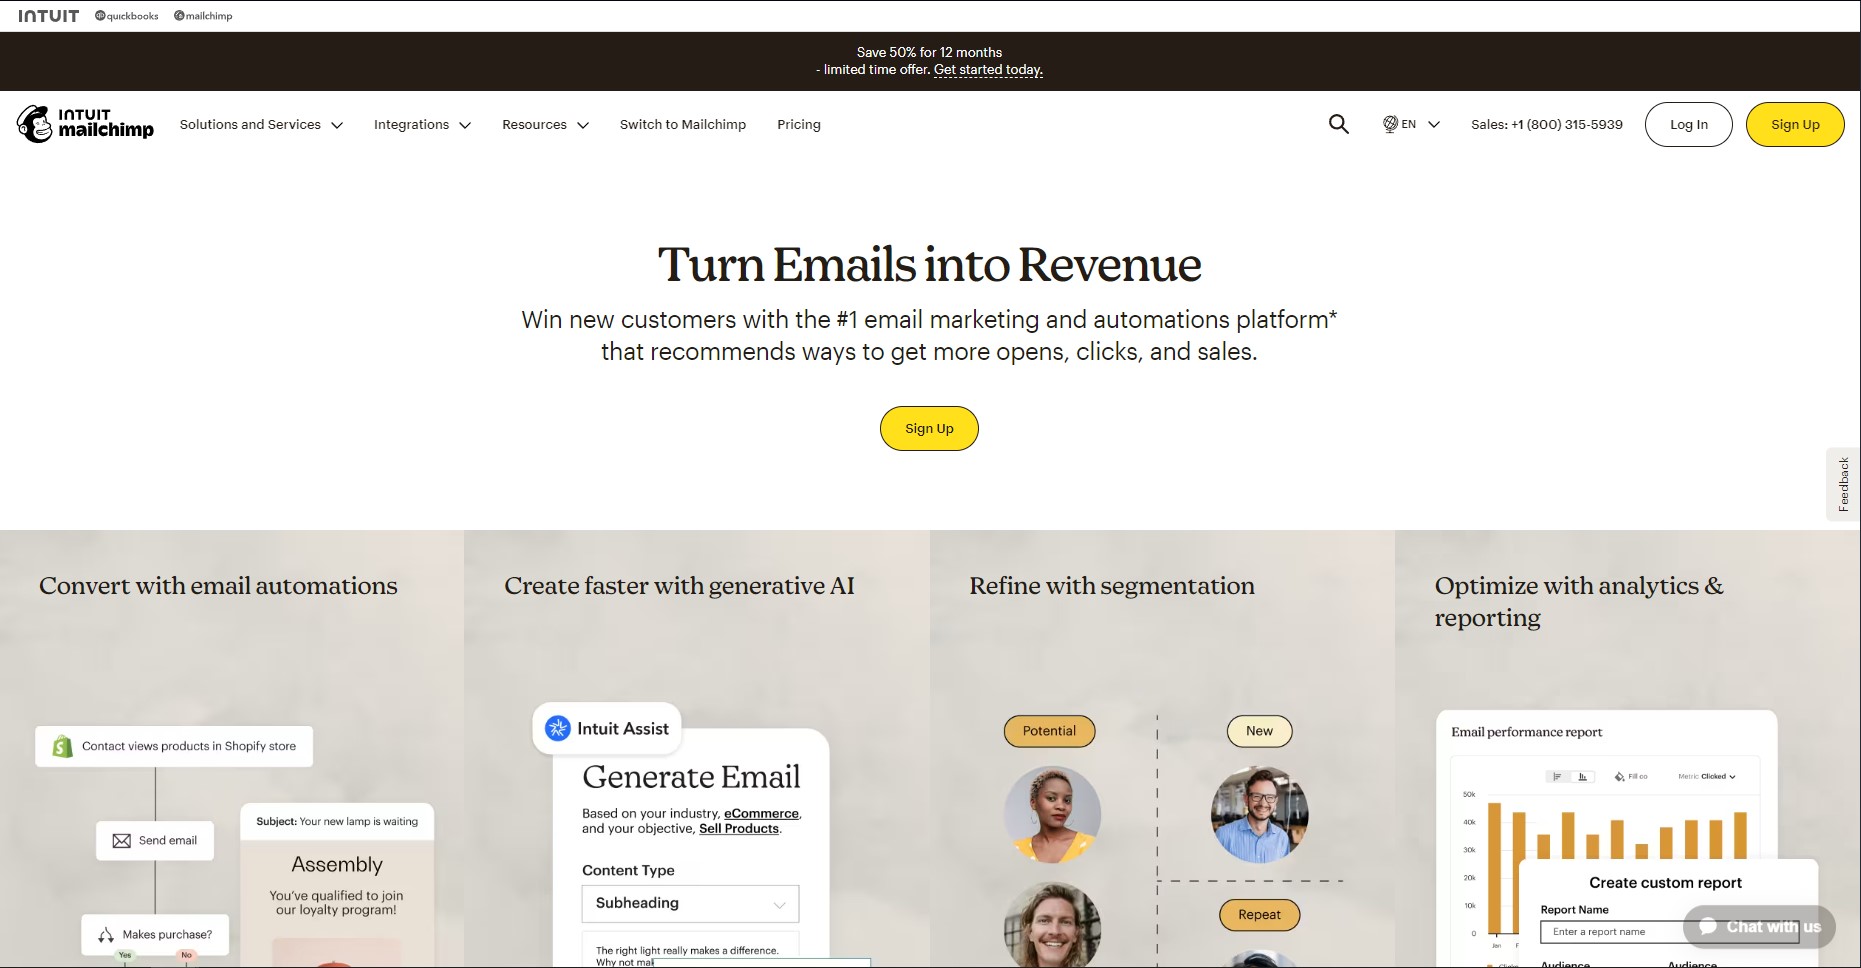 INTUIT quickbooks mailchimp
Save 50% for 12 months
- limited time offer. Get started today.
INTUIT
mailchimp
Solutions and Services Integrations Resources Switch to Mailchimp Pricing
EN Sales: +1 (800) 315-5939 Log In Sign Up
Turn Emails into Revenue
Win new customers with the #1 email marketing and automations platform*
that recommends ways to get more opens, clicks, and sales.
Sign Up
Feedback
Convert with email automations
Contact views products in Shopify store
Send email
Makes purchase?
Yes No
Subject: Your new lamp is waiting
Assembly
You've qualified to join
our loyalty program!
Create faster with generative AI
Intuit Assist
Generate Email
Based on your industry, eCommerce,
and your objective, Sell Products.
Content Type
Subheading
The right light really makes a difference.
Why not
Refine with segmentation
Potential
New
Repeat
Optimize with analytics &
reporting
Email performance report
Fill co Metric Clicked
50k
40k
30k
20k
10k
0
Jan
Create custom report
Report Name
Enter a report name
Chat with us
Audience Audience